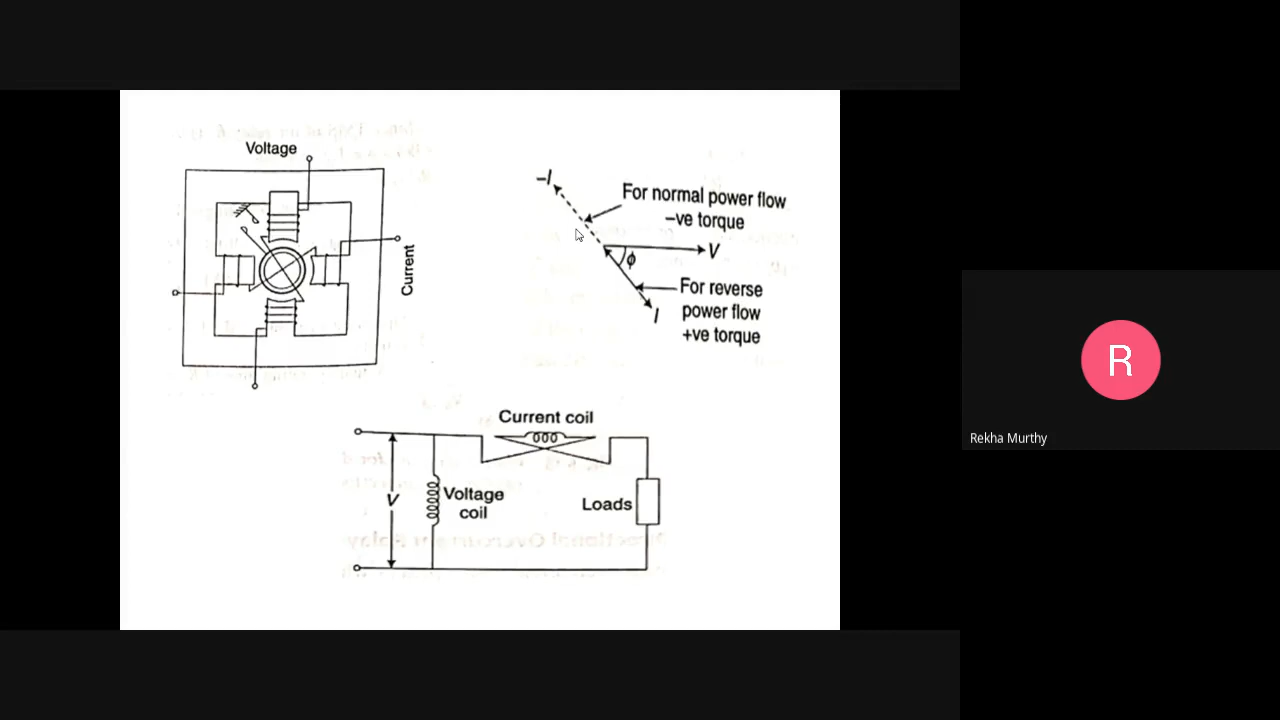 Voltage
Current
–I
For normal power flow
–ve torque
V
ϕ
For reverse
power flow
+ve torque
I
Current coil
V
Voltage
coil
Loads
R
Rekha Murthy